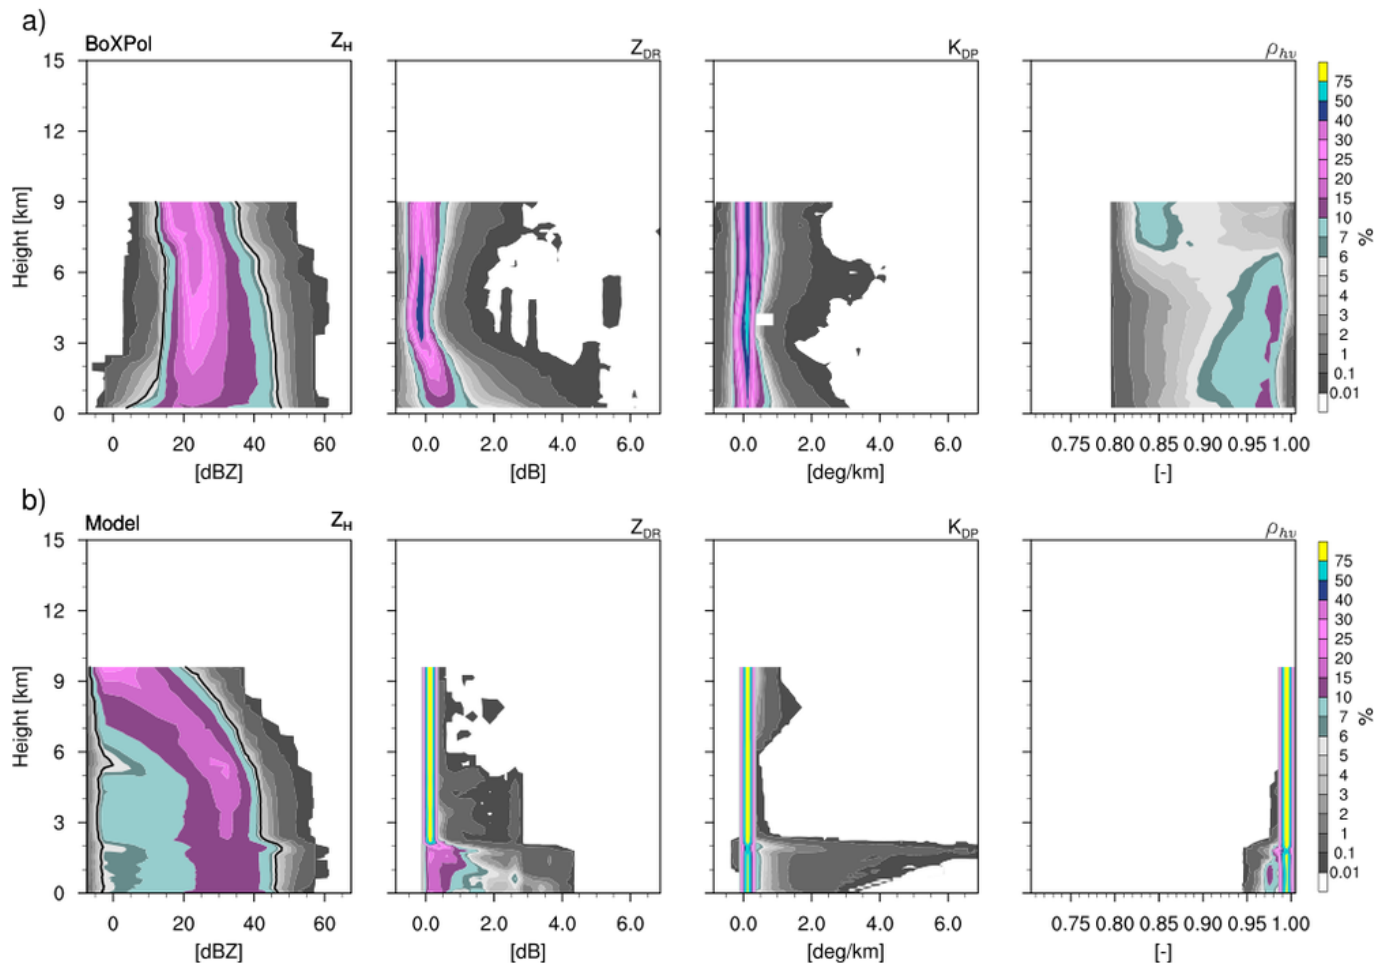 a)
BoXPol
Z_H
Z_DR
K_DP
ρ_hv
15
12
9
6
3
0
Height [km]
0 20 40 60
[dBZ]
0.0 2.0 4.0 6.0
[dB]
0.0 2.0 4.0 6.0
[deg/km]
0.75 0.80 0.85 0.90 0.95 1.00
[-]
75
50
40
30
25
20
15
10
7
6
5
4
3
2
1
0.1
0.01
%
b)
Model
Z_H
Z_DR
K_DP
ρ_hv
15
12
9
6
3
0
Height [km]
0 20 40 60
[dBZ]
0.0 2.0 4.0 6.0
[dB]
0.0 2.0 4.0 6.0
[deg/km]
0.75 0.80 0.85 0.90 0.95 1.00
[-]
75
50
40
30
25
20
15
10
7
6
5
4
3
2
1
0.1
0.01
%